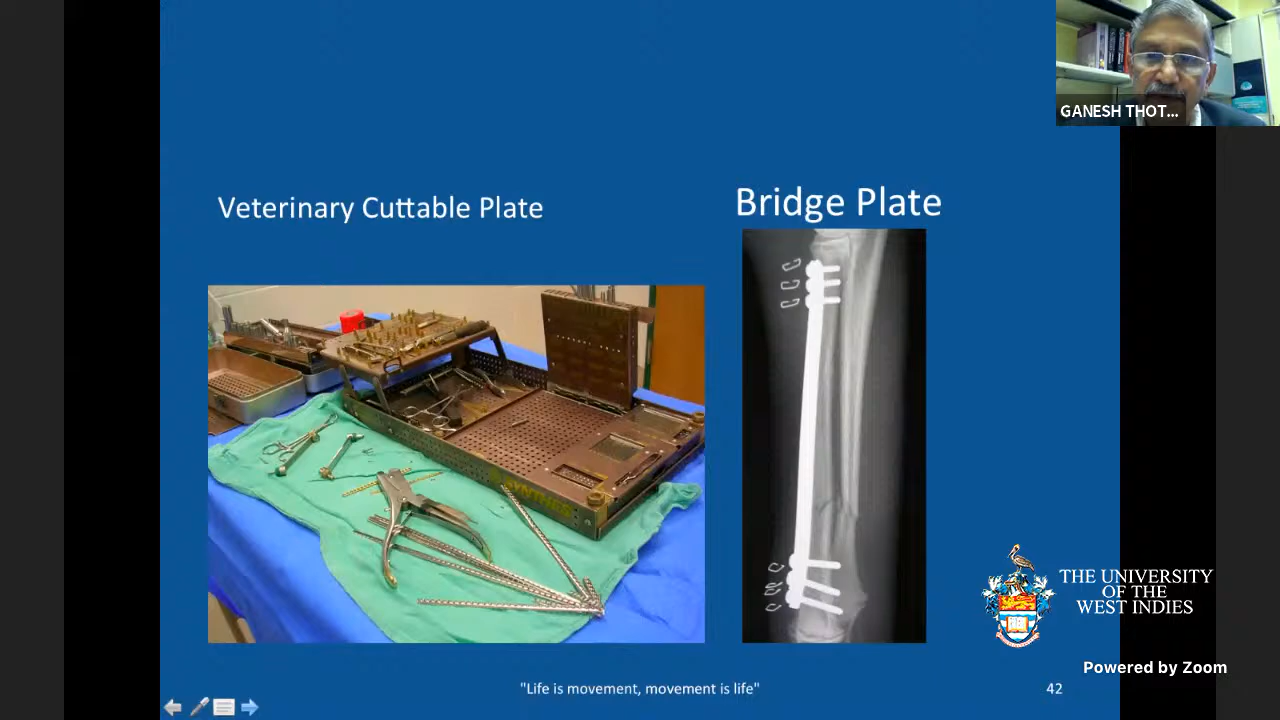 GANESH THOT...
Veterinary Cuttable Plate
Bridge Plate
SYNTHES
THE UNIVERSITY
OF THE
WEST INDIES
Powered by Zoom
"Life is movement, movement is life"
42